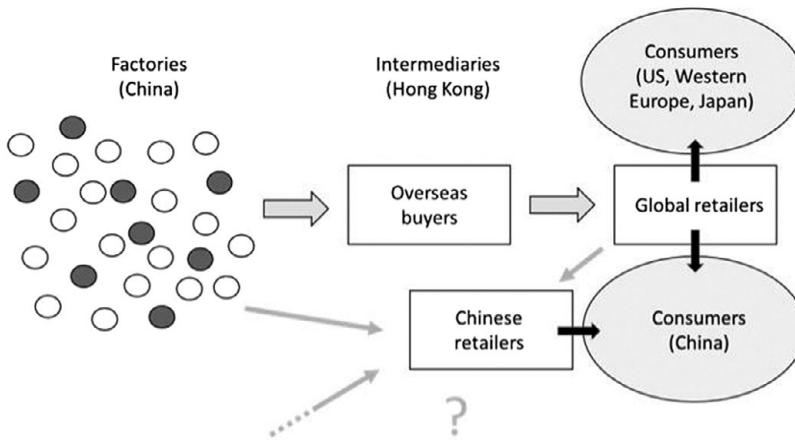 Factories
(China)
Intermediaries
(Hong Kong)
Consumers
(US, Western
Europe, Japan)
Overseas
buyers
Global retailers
Chinese
retailers
Consumers
(China)
?